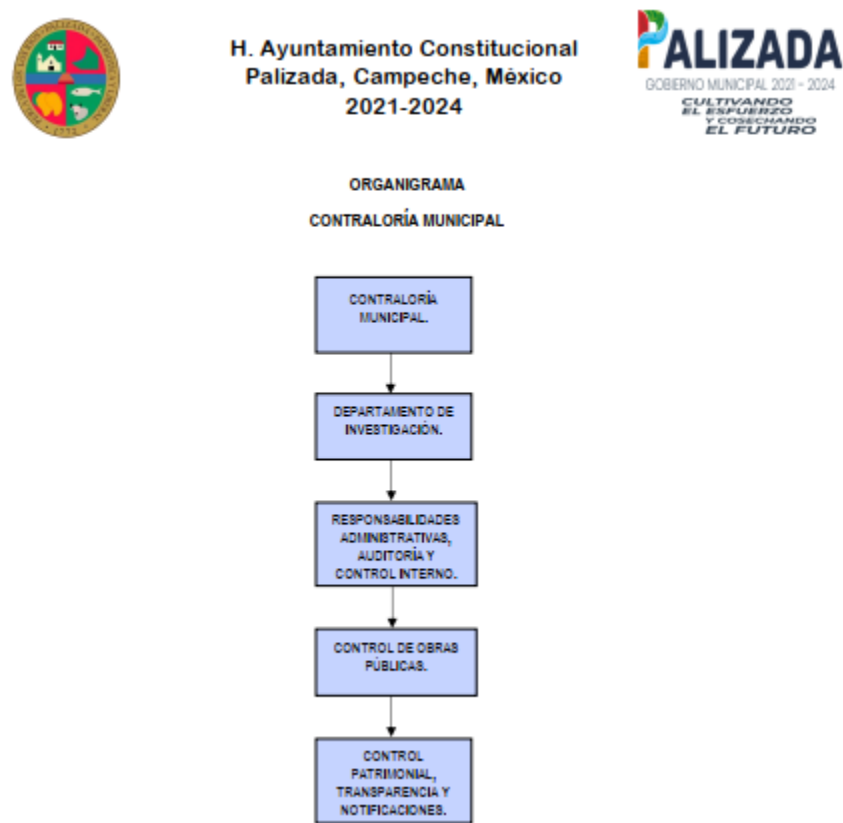 H. Ayuntamiento Constitucional
Palizada, Campeche, México
2021-2024
PALIZADA
GOBIERNO MUNICIPAL 2021 - 2024
CULTIVANDO
EL ESFUERZO
Y COSECHANDO
EL FUTURO
ORGANIGRAMA
CONTRALORÍA MUNICIPAL
CONTRALORÍA
MUNICIPAL.
DEPARTAMENTO DE
INVESTIGACIÓN.
RESPONSABILIDADES
ADMINISTRATIVAS,
AUDITORÍA Y
CONTROL INTERNO.
CONTROL DE OBRAS
PÚBLICAS.
CONTROL
PATRIMONIAL,
TRANSPARENCIA Y
NOTIFICACIONES.